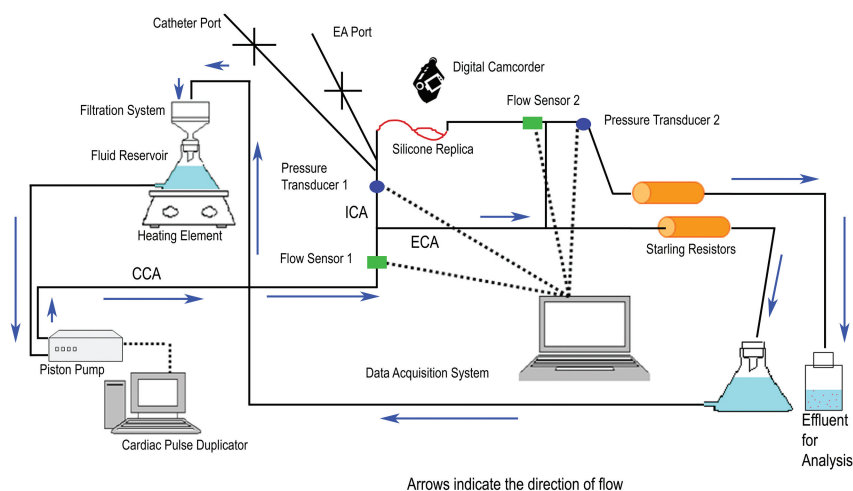 Catheter Port
EA Port
Digital Camcorder
Flow Sensor 2
Filtration System
Pressure Transducer 2
Silicone Replica
Fluid Reservoir
Pressure
Transducer 1
ICA
Heating Element
ECA
Starling Resistors
Flow Sensor 1
CCA
Piston Pump
Data Acquisition System
Cardiac Pulse Duplicator
Effluent
for
Analysis
Arrows indicate the direction of flow